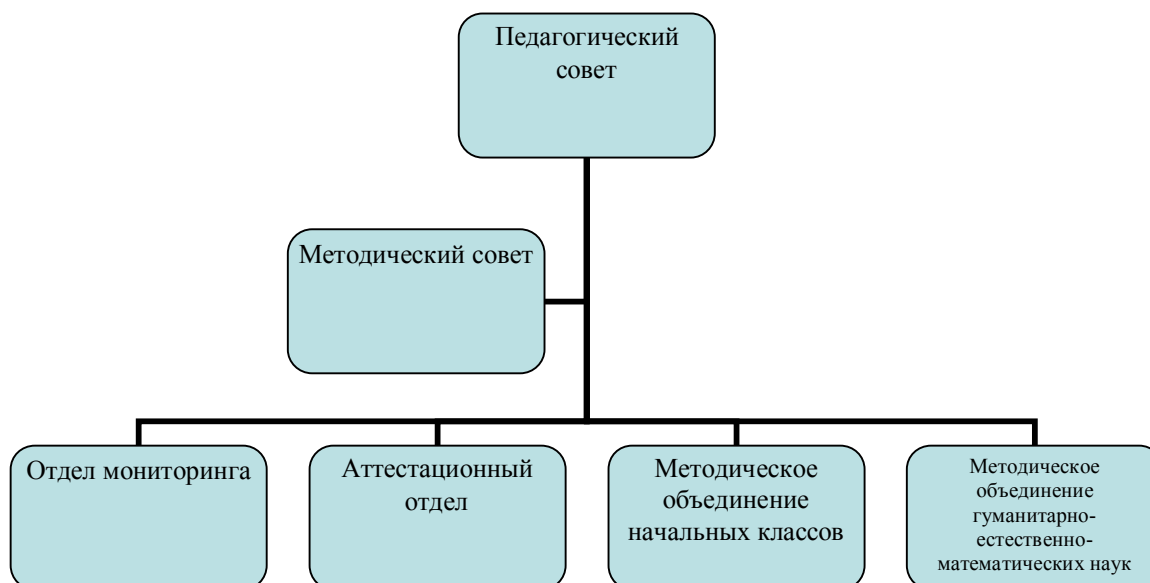 Педагогический
совет
Методический совет
Отдел мониторинга
Аттестационный
отдел
Методическое
объединение
начальных классов
Методическое
объединение
гуманитарно-
естественно-
математических наук